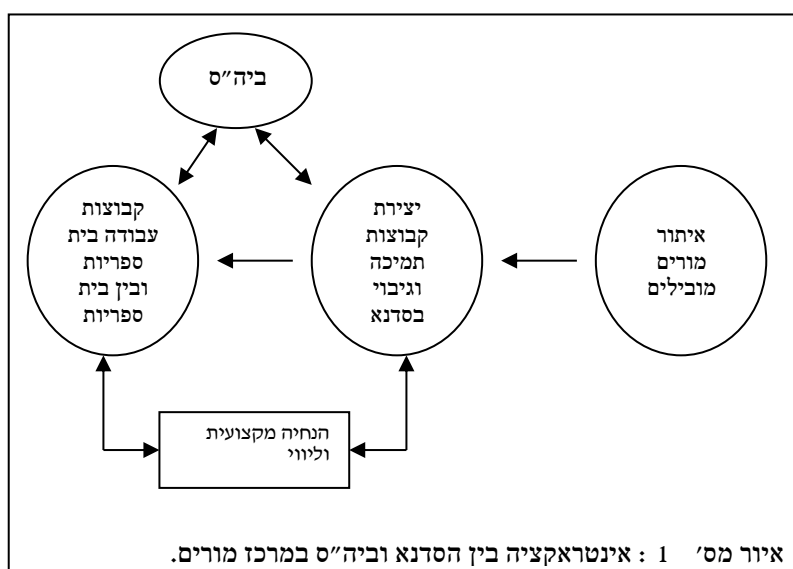 ביה״ס
איתור
מורים
מובילים
יצירת
קבוצות
תמיכה
וגיבוי
בסדנא
קבוצות
עבודה בית
ספריות
ובין בית
ספריות
הנחיה מקצועית
וליווי
איור מס׳ 1 : אינטראקציה בין הסדנא וביה״ס במרכז מורים.